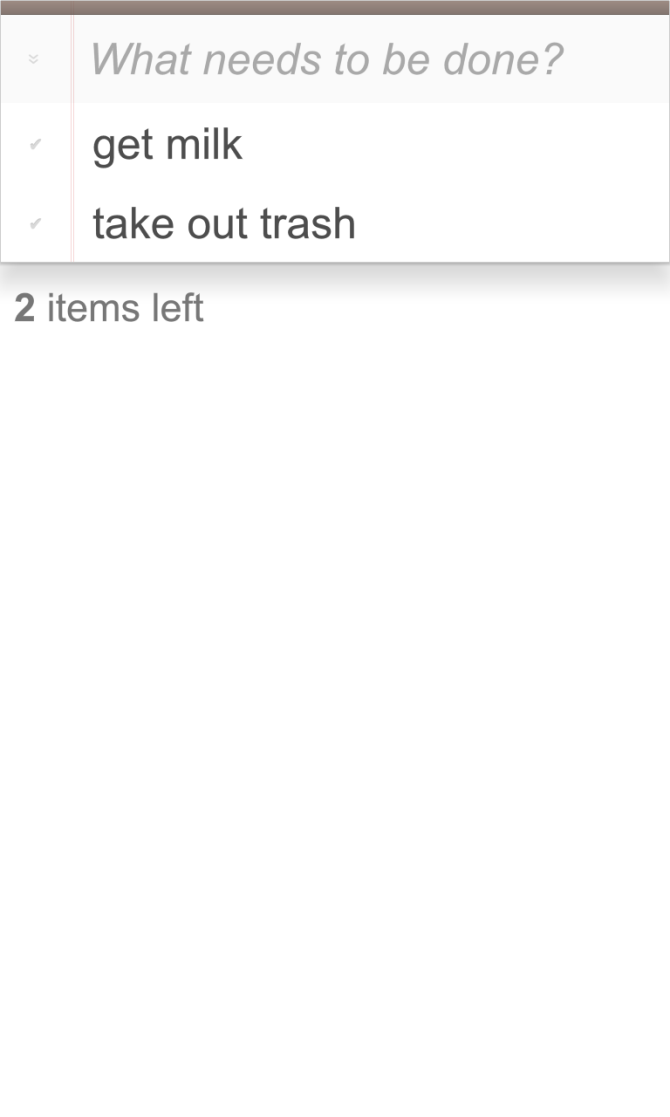 What needs to be done?
get milk
take out trash
2 items left